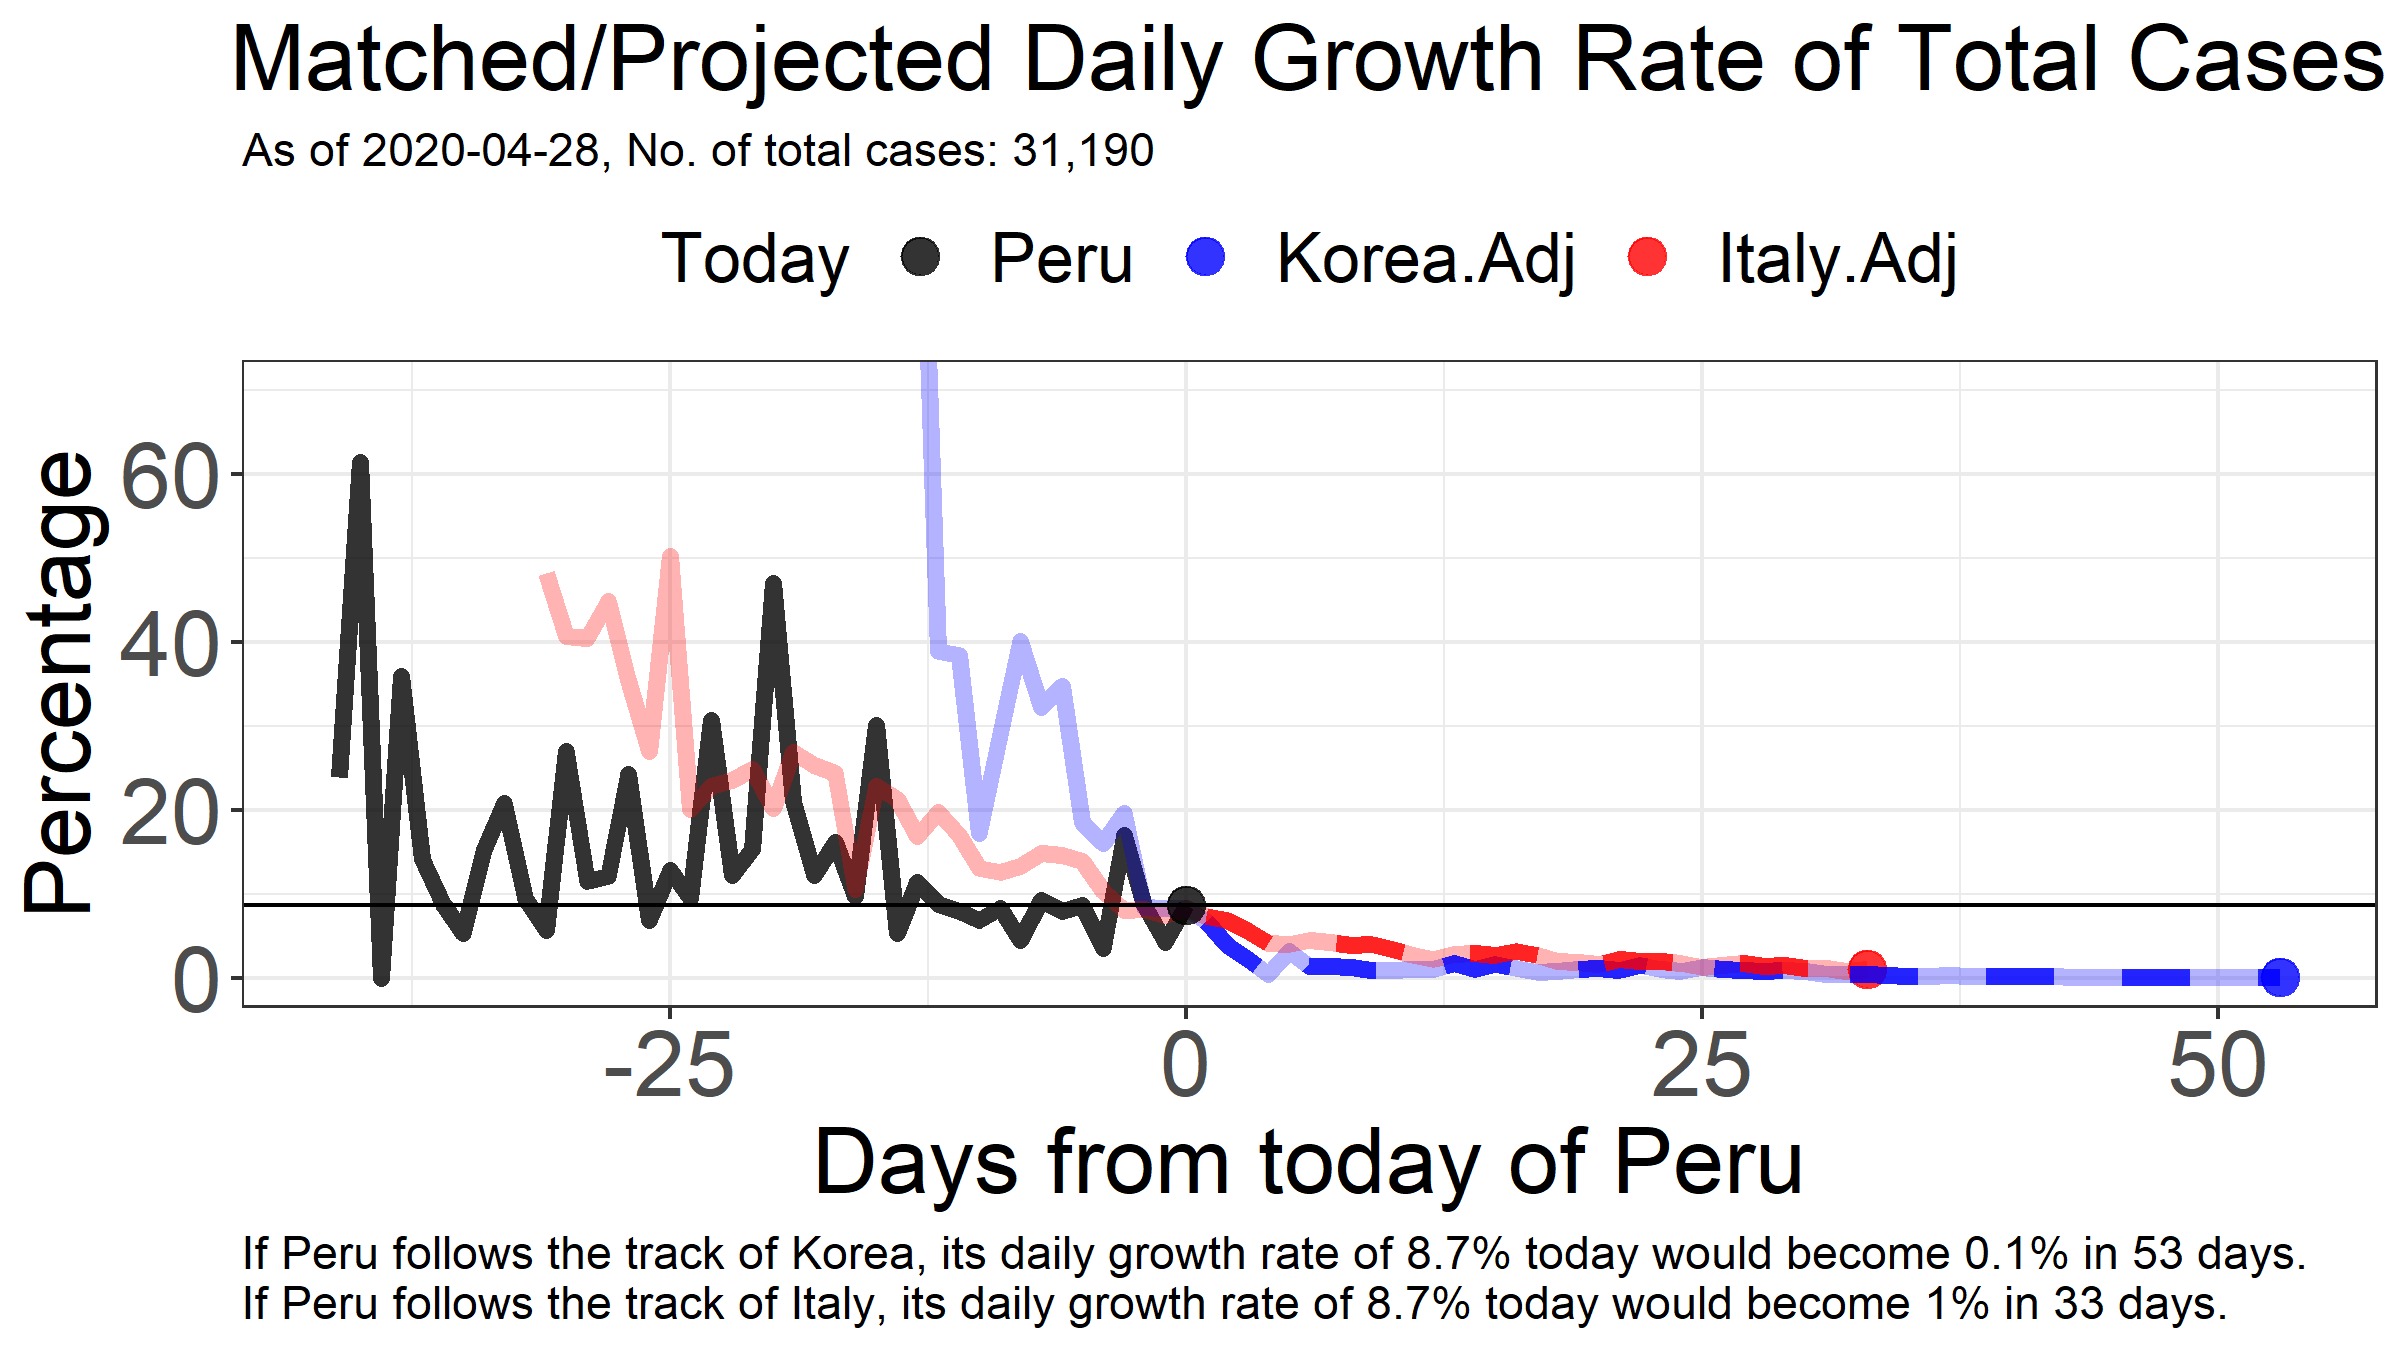 Matched/Projected Daily Growth Rate of Total Cases
As of 2020-04-28, No. of total cases: 31,190
Today Peru Korea.Adj Italy.Adj
Percentage
60
40
20
0
-25 0 25 50
Days from today of Peru
If Peru follows the track of Korea, its daily growth rate of 8.7% today would become 0.1% in 53 days.
If Peru follows the track of Italy, its daily growth rate of 8.7% today would become 1% in 33 days.